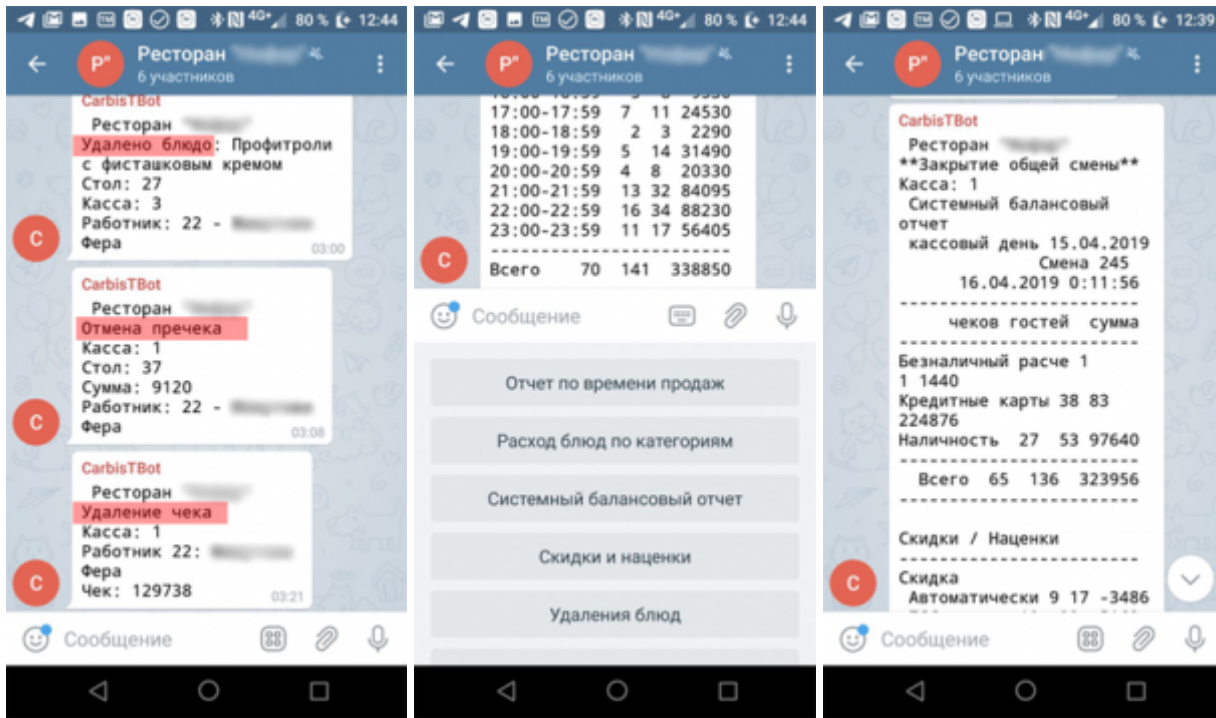 80 % 12:44
Ресторан
6 участников
CarbisTBot
Ресторан
Удалено блюдо: Профитроли
с фисташковым кремом
Стол: 27
Касса: 3
Работник: 22 -
Фера
03:00
CarbisTBot
Ресторан
Отмена пречека
Касса: 1
Стол: 37
Сумма: 9120
Работник: 22 -
Фера
03:08
CarbisTBot
Ресторан
Удаление чека
Касса: 1
Работник 22:
Фера
Чек: 129738
03:21
Сообщение
4G+ 80 % 12:44
Ресторан
6 участников
17:00-17:59 7 11 24530
18:00-18:59 2 3 2290
19:00-19:59 5 14 31490
20:00-20:59 4 8 20330
21:00-21:59 13 32 84095
22:00-22:59 16 34 88230
23:00-23:59 11 17 56405
Всего 70 141 338850
Сообщение
Отчет по времени продаж
Расход блюд по категориям
Системный балансовый отчет
Скидки и наценки
Удаления блюд
4G+ 80 % 12:39
Ресторан
6 участников
CarbisTBot
Ресторан
**Закрытие общей смены**
Касса: 1
Системный балансовый
отчет
кассовый день 15.04.2019
Смена 245
16.04.2019 0:11:56
чеков гостей сумма
Безналичный расче 1
1 1440
Кредитные карты 38 83
224876
Наличность 27 53 97640
Всего 65 136 323956
Скидки / Наценки
Скидка
Автоматически 9 17 -3486
Сообщение